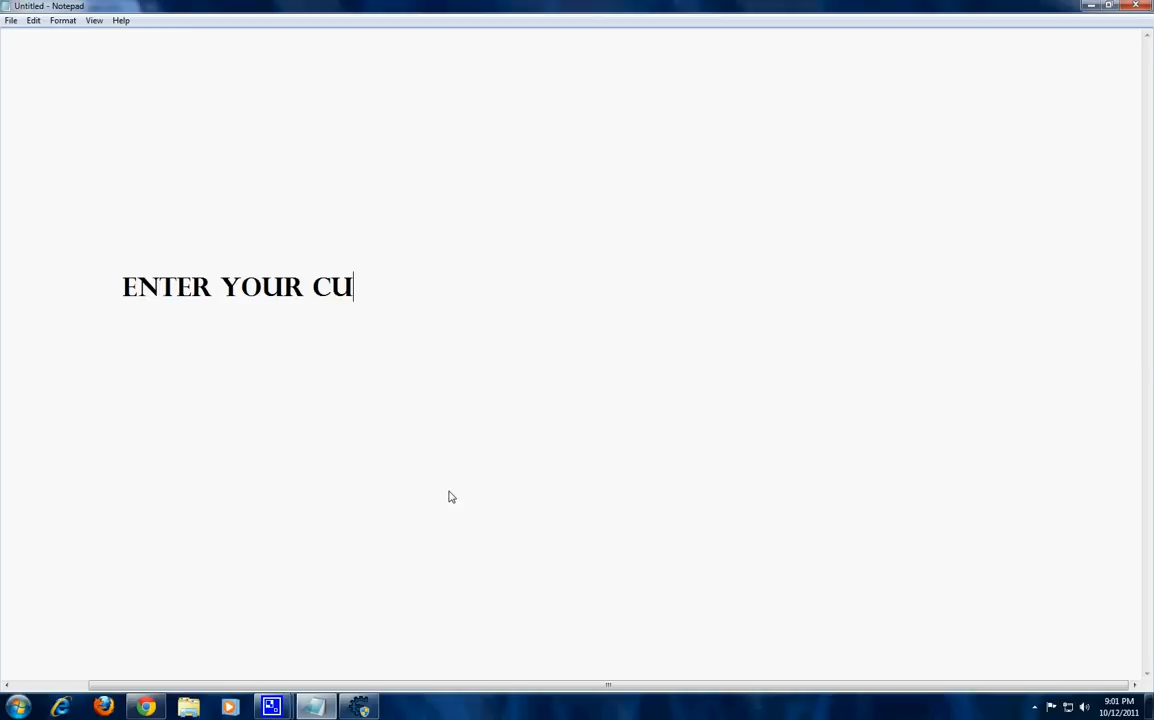 Untitled - Notepad
File Edit Format View Help
ENTER YOUR CU
9:01 PM
10/12/2011